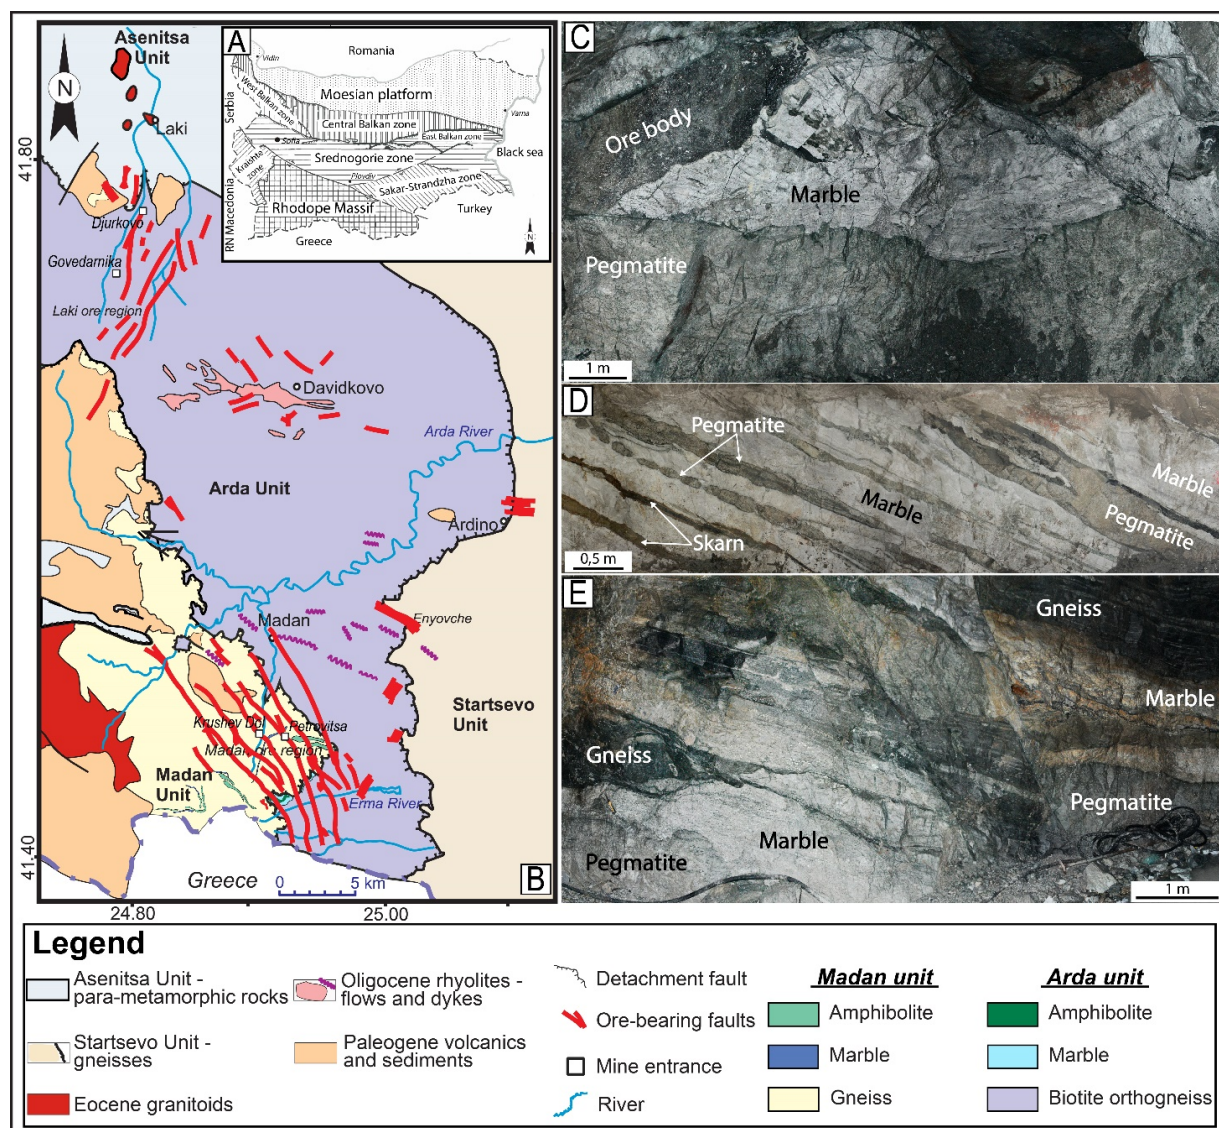 Asenitsa
Unit
N
Laki
41.80
Djurkovo
Govedarnika
Laki ore region
Davidkovo
Arda River
Arda Unit
Ardino
Madan
Enyovche
Startsevo
Unit
Krushev Dol
Petrovitsa
Madan ore region
Madan
Unit
Erma River
41.40
Greece
0 5 km
B
24.80
25.00
A
Romania
Vidin
Moesian platform
Serbia
West Balkan zone
Varna
Central Balkan zone
Sofia
East Balkan zone
Black sea
Srednogorie zone
Kraishte
zone
Plovdiv
Sakar-Strandzha zone
RN Macedonia
Rhodope Massif
Turkey
Greece
N
C
Ore body
Marble
Pegmatite
1 m
D
Pegmatite
Marble
Marble
Pegmatite
Skarn
0,5 m
E
Gneiss
Marble
Gneiss
Pegmatite
Marble
Pegmatite
1 m
Legend
Asenitsa Unit -
para-metamorphic rocks
Startsevo Unit -
gneisses
Eocene granitoids
Oligocene rhyolites -
flows and dykes
Paleogene volcanics
and sediments
Detachment fault
Ore-bearing faults
Mine entrance
River
Madan unit
Amphibolite
Marble
Gneiss
Arda unit
Amphibolite
Marble
Biotite orthogneiss